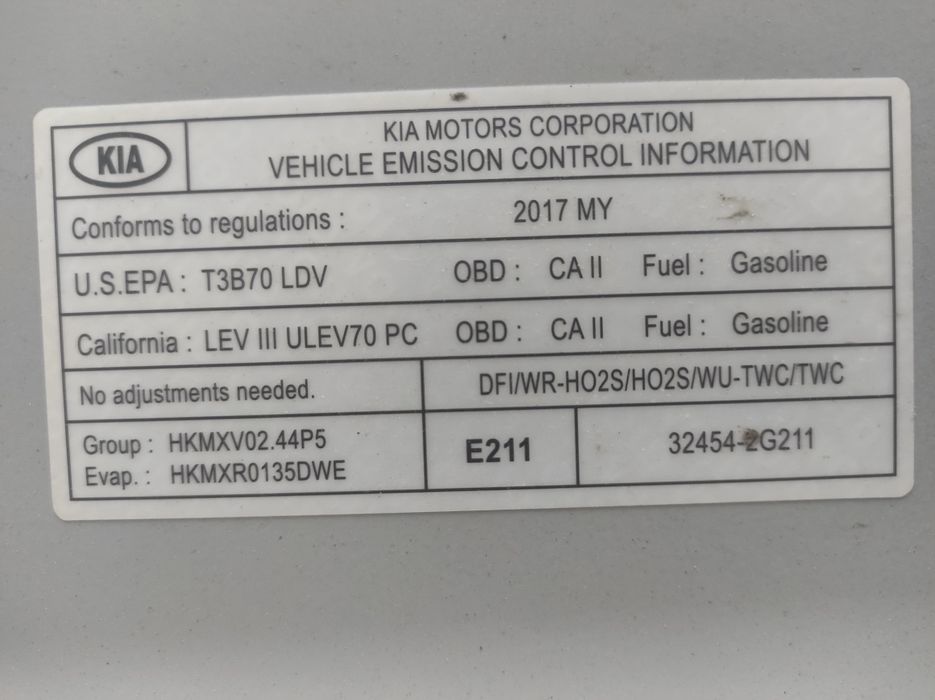 KIA
KIA MOTORS CORPORATION
VEHICLE EMISSION CONTROL INFORMATION
Conforms to regulations : 2017 MY
U.S.EPA : T3B70 LDV OBD : CA II Fuel : Gasoline
California : LEV III ULEV70 PC OBD : CA II Fuel : Gasoline
No adjustments needed. DFI/WR-HO2S/HO2S/WU-TWC/TWC
Group : HKMXV02.44P5
Evap. : HKMXR0135DWE
E211
32454-2G211